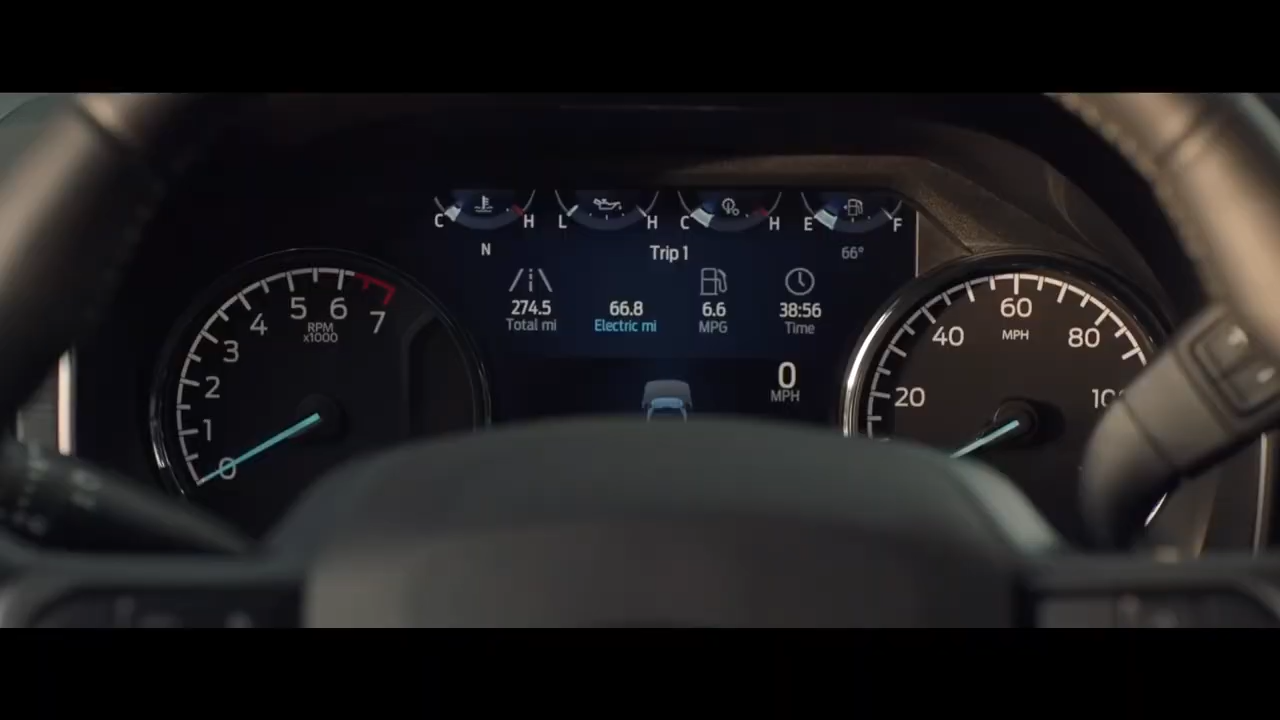 C H L H C H E F
N Trip 1 66°
274.5 66.8 6.6 38:56
Total mi Electric mi MPG Time
0
MPH
0 1 2 3 4 5 6 7
RPM
x1000
20 40 60 80
MPH